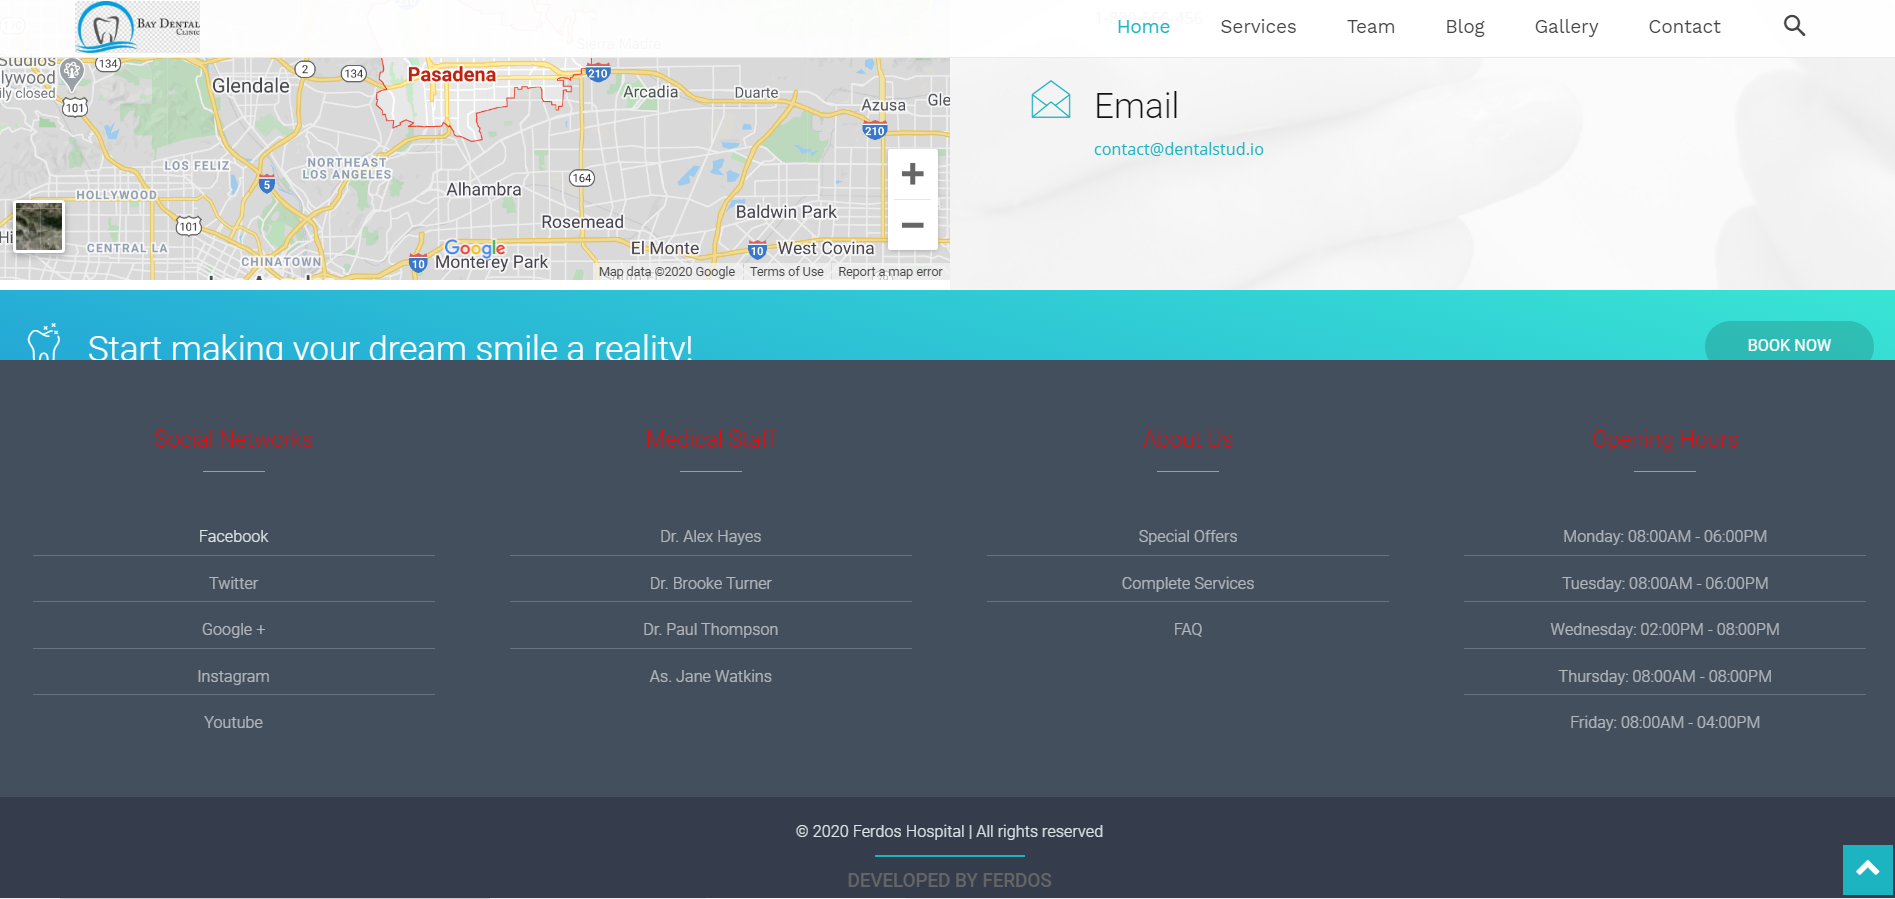 BAY DENTAL
CLINIC
Home
Services
Team
Blog
Gallery
Contact
134
2
134
Pasadena
210
Glendale
Arcadia
Duarte
Azusa
Gle
Studios
lywood
ily closed
101
210
LOS FELIZ
NORTHEAST
LOS ANGELES
5
HOLLYWOOD
Alhambra
164
Rosemead
Baldwin Park
101
Hi
CENTRAL LA
CHINATOWN
Google
El Monte
10
West Covina
10
Monterey Park
Map data ©2020 Google
Terms of Use
Report a map error
Email
contact@dentalstud.io
Start making your dream smile a reality!
BOOK NOW
Social Networks
Facebook
Twitter
Google +
Instagram
Youtube
Medical Staff
Dr. Alex Hayes
Dr. Brooke Turner
Dr. Paul Thompson
As. Jane Watkins
About Us
Special Offers
Complete Services
FAQ
Opening Hours
Monday: 08:00AM - 06:00PM
Tuesday: 08:00AM - 06:00PM
Wednesday: 02:00PM - 08:00PM
Thursday: 08:00AM - 08:00PM
Friday: 08:00AM - 04:00PM
© 2020 Ferdos Hospital | All rights reserved
DEVELOPED BY FERDOS